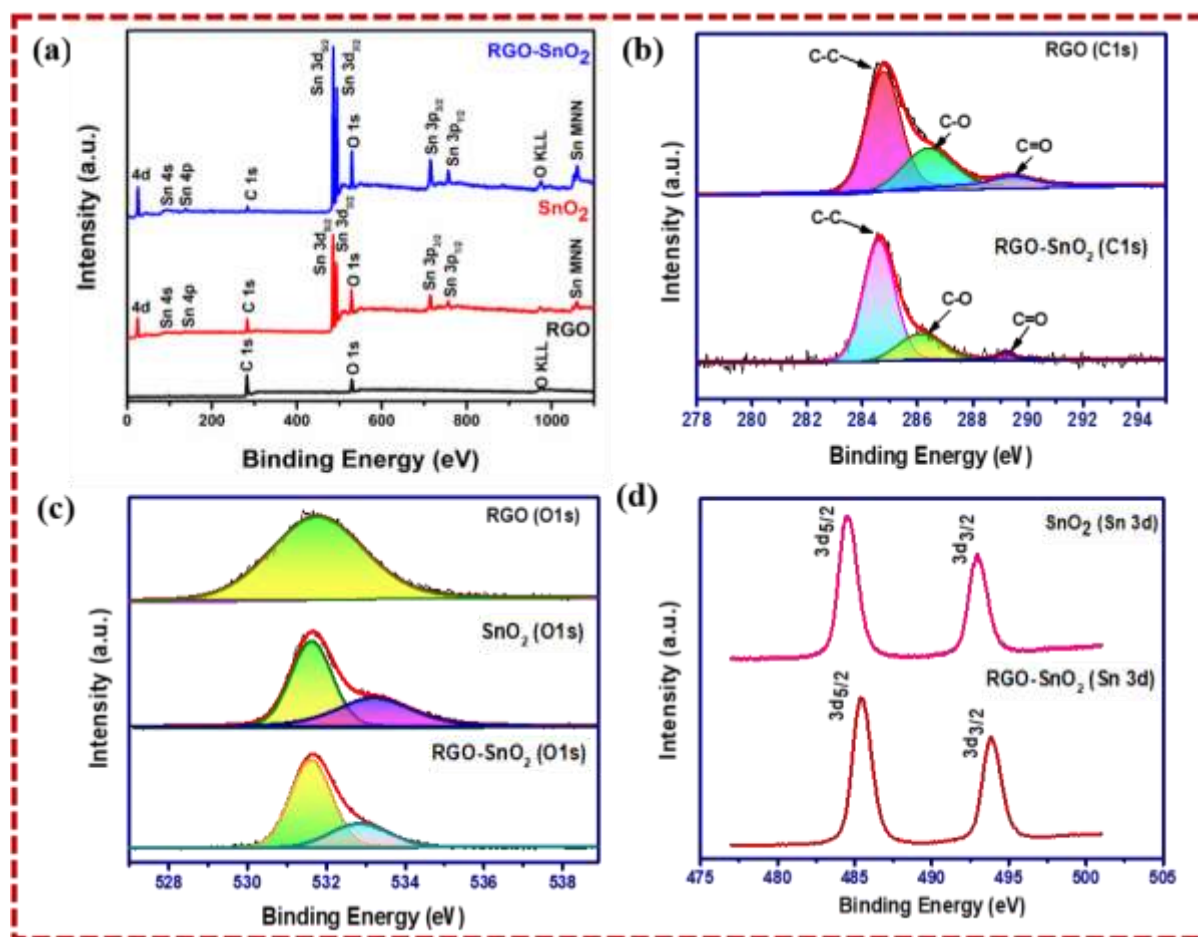 (a)
RGO-SnO₂
Sn 3d₅/₂
Sn 3d₃/₂
4d
Sn 4s
Sn 4p
C 1s
O 1s
Sn 3p₃/₂
Sn 3p₁/₂
O KLL
Sn MNN
SnO₂
Sn 3d₅/₂
Sn 3d₃/₂
4d
Sn 4s
Sn 4p
C 1s
O 1s
Sn 3p₃/₂
Sn 3p₁/₂
Sn MNN
RGO
C 1s
O 1s
O KLL
Intensity (a.u.)
0 200 400 600 800 1000
Binding Energy (eV)
(b)
RGO (C1s)
C-C
C-O
C=O
RGO-SnO₂ (C1s)
C-C
C-O
C=O
Intensity (a.u.)
278 280 282 284 286 288 290 292 294
Binding Energy (eV)
(c)
RGO (O1s)
SnO₂ (O1s)
RGO-SnO₂ (O1s)
Intensity (a.u.)
528 530 532 534 536 538
Binding Energy (eV)
(d)
SnO₂ (Sn 3d)
3d₅/₂
3d₃/₂
RGO-SnO₂ (Sn 3d)
3d₅/₂
3d₃/₂
Intensity (a.u.)
475 480 485 490 495 500 505
Binding Energy (eV)